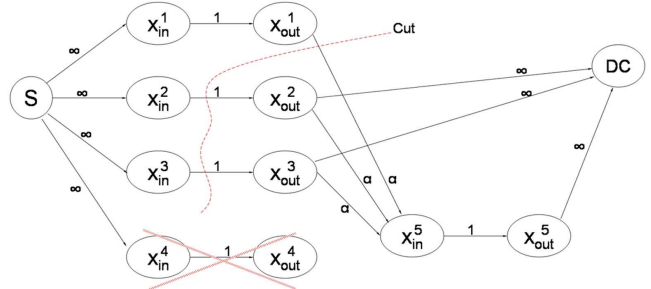 X_in^1 1 X_out^1
Cut
∞
S ∞ X_in^2 1 X_out^2 ∞ DC
∞
∞ X_in^3 1 X_out^3
∞ α α ∞
α
X_in^5 1 X_out^5
X_in^4 1 X_out^4